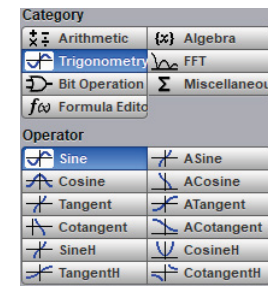 Category
Arithmetic {x} Algebra
Trigonometry FFT
Bit Operation Σ Miscellaneou
f(ω) Formula Edito
Operator
Sine ASine
Cosine ACosine
Tangent ATangent
Cotangent ACotangent
SineH CosineH
TangentH CotangentH